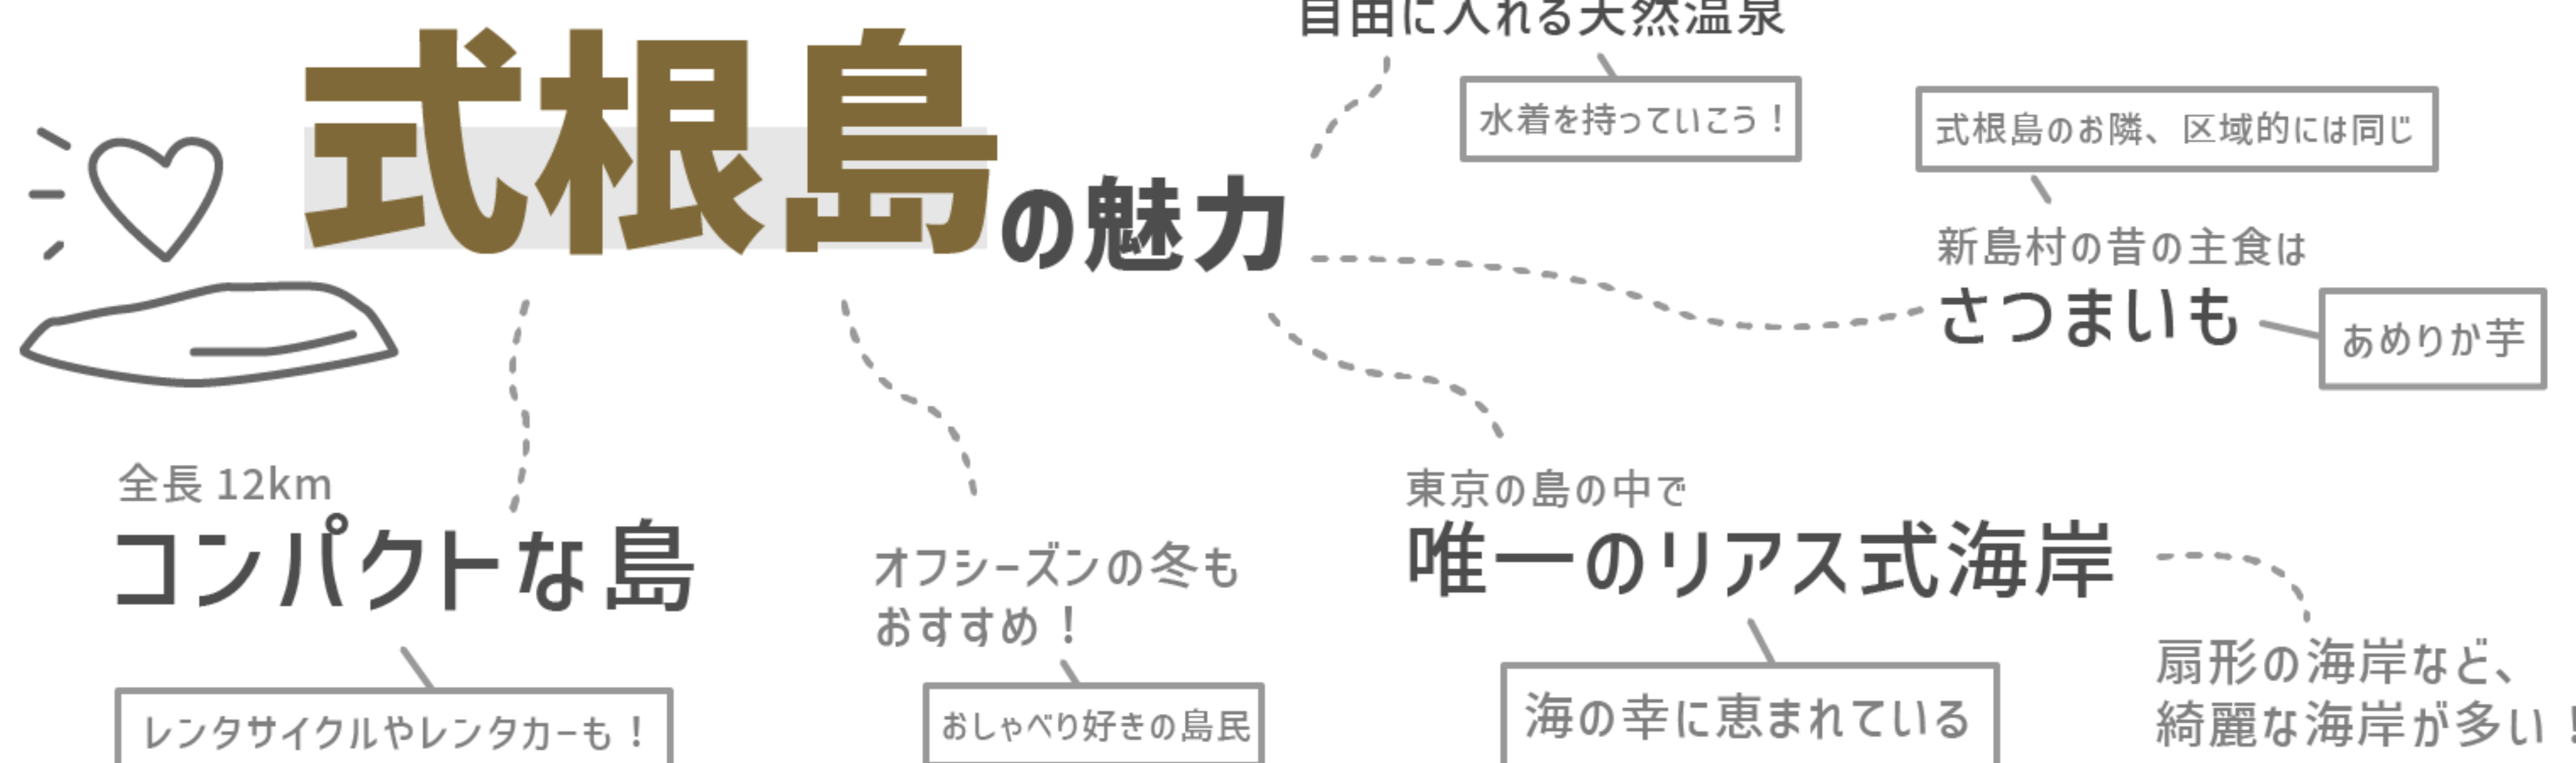 自由に入れる天然温泉
水着を持っていこう！
式根島の魅力
式根島のお隣、区域的には同じ
新島村の昔の主食は
さつまいも
あめりか芋
全長 12km
コンパクトな島
レンタサイクルやレンタカーも！
オフシーズンの冬も
おすすめ！
おしゃべり好きの島民
東京の島の中で
唯一のリアス式海岸
海の幸に恵まれている
扇形の海岸など、
綺麗な海岸が多い！